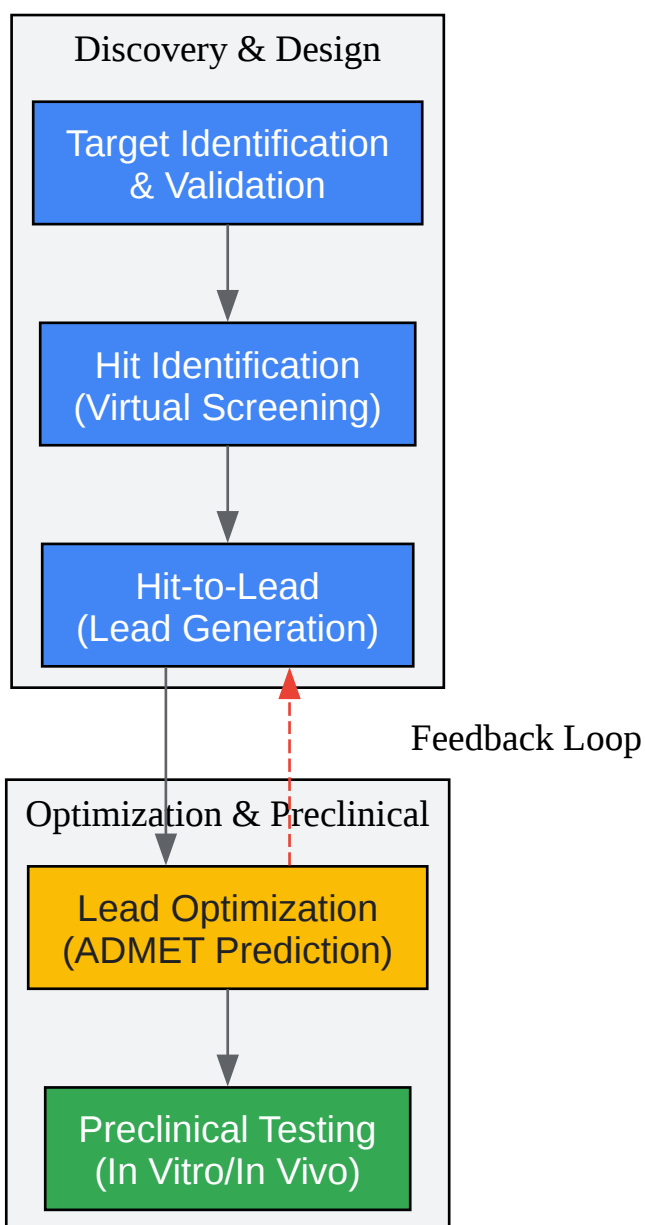 Discovery & Design
Target Identification
& Validation
Hit Identification
(Virtual Screening)
Hit-to-Lead
(Lead Generation)
Feedback Loop
Optimization & Preclinical
Lead Optimization
(ADMET Prediction)
Preclinical Testing
(In Vitro/In Vivo)